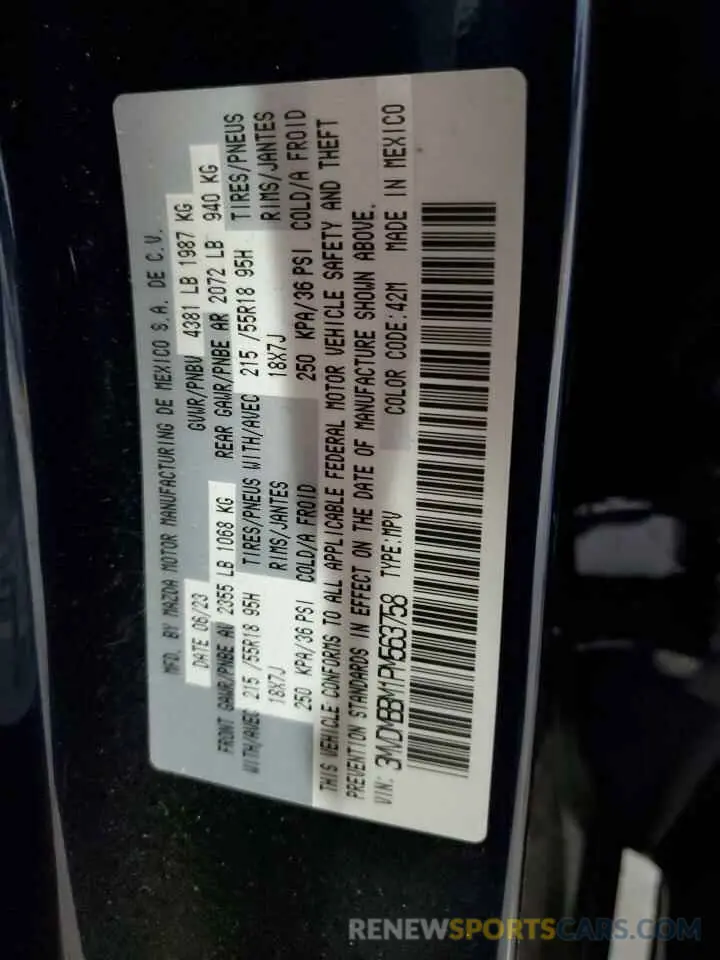 MFD. BY MAZDA MOTOR MANUFACTURING DE MEXICO S.A. DE C.V.
DATE 06/23 GVWR/PNBV 4381 LB 1987 KG
FRONT GAWR/PNBE AV 2355 LB 1068 KG REAR GAWR/PNBE AR 2072 LB 940 KG
WITH/AVEC 215 /55R18 95H TIRES/PNEUS WITH/AVEC 215 /55R18 95H TIRES/PNEUS
18X7J RIMS/JANTES 18X7J RIMS/JANTES
250 KPA/36 PSI COLD/A FROID 250 KPA/36 PSI COLD/A FROID
THIS VEHICLE CONFORMS TO ALL APPLICABLE FEDERAL MOTOR VEHICLE SAFETY AND THEFT
PREVENTION STANDARDS IN EFFECT ON THE DATE OF MANUFACTURE SHOWN ABOVE.
VIN: 3MVDMBBM1PM563758 TYPE:MPV COLOR CODE:42M MADE IN MEXICO
RENEWSPORTSCARS.COM